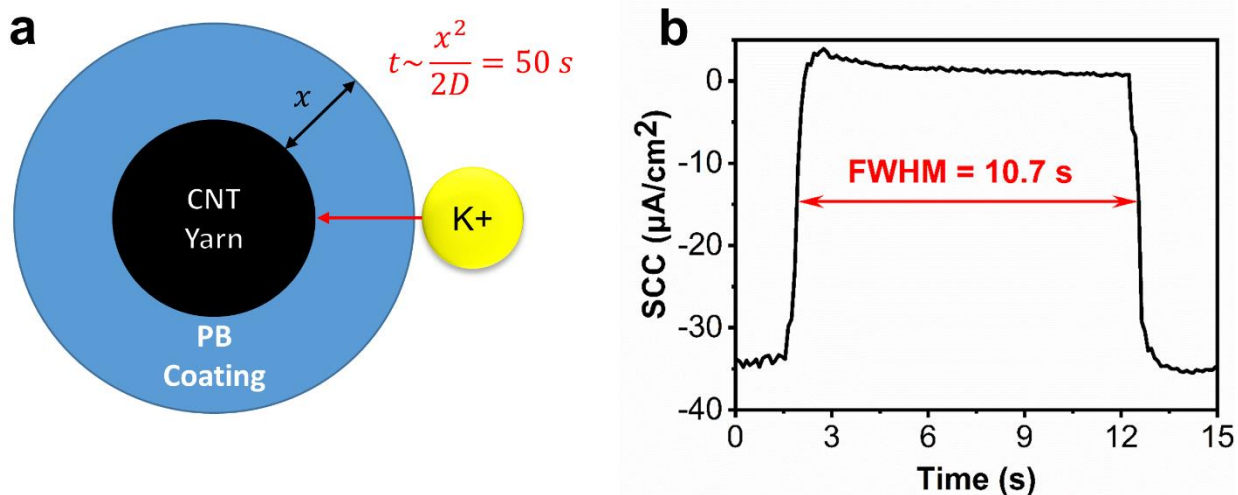 a
t~x²/2D = 50 s
x
CNT
Yarn
K+
PB
Coating
b
SCC (µA/cm²)
0
-10
-20
-30
-40
FWHM = 10.7 s
0 3 6 9 12 15
Time (s)